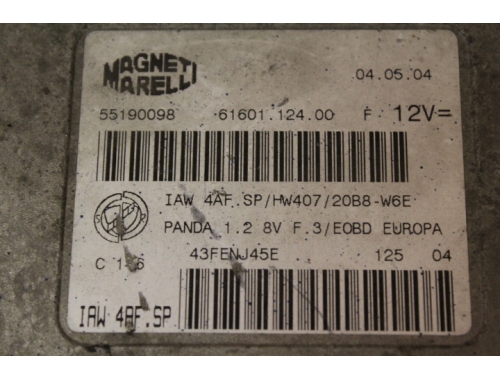 MAGNETI MARELLI
04.05.04
55190098 61601.124.00 F 12V=
IAW 4AF.SP/HW407/20B8-W6E
PANDA 1.2 8V F.3/EOBD EUROPA
43FENJ45E 125 04
IAW 4AF.SP